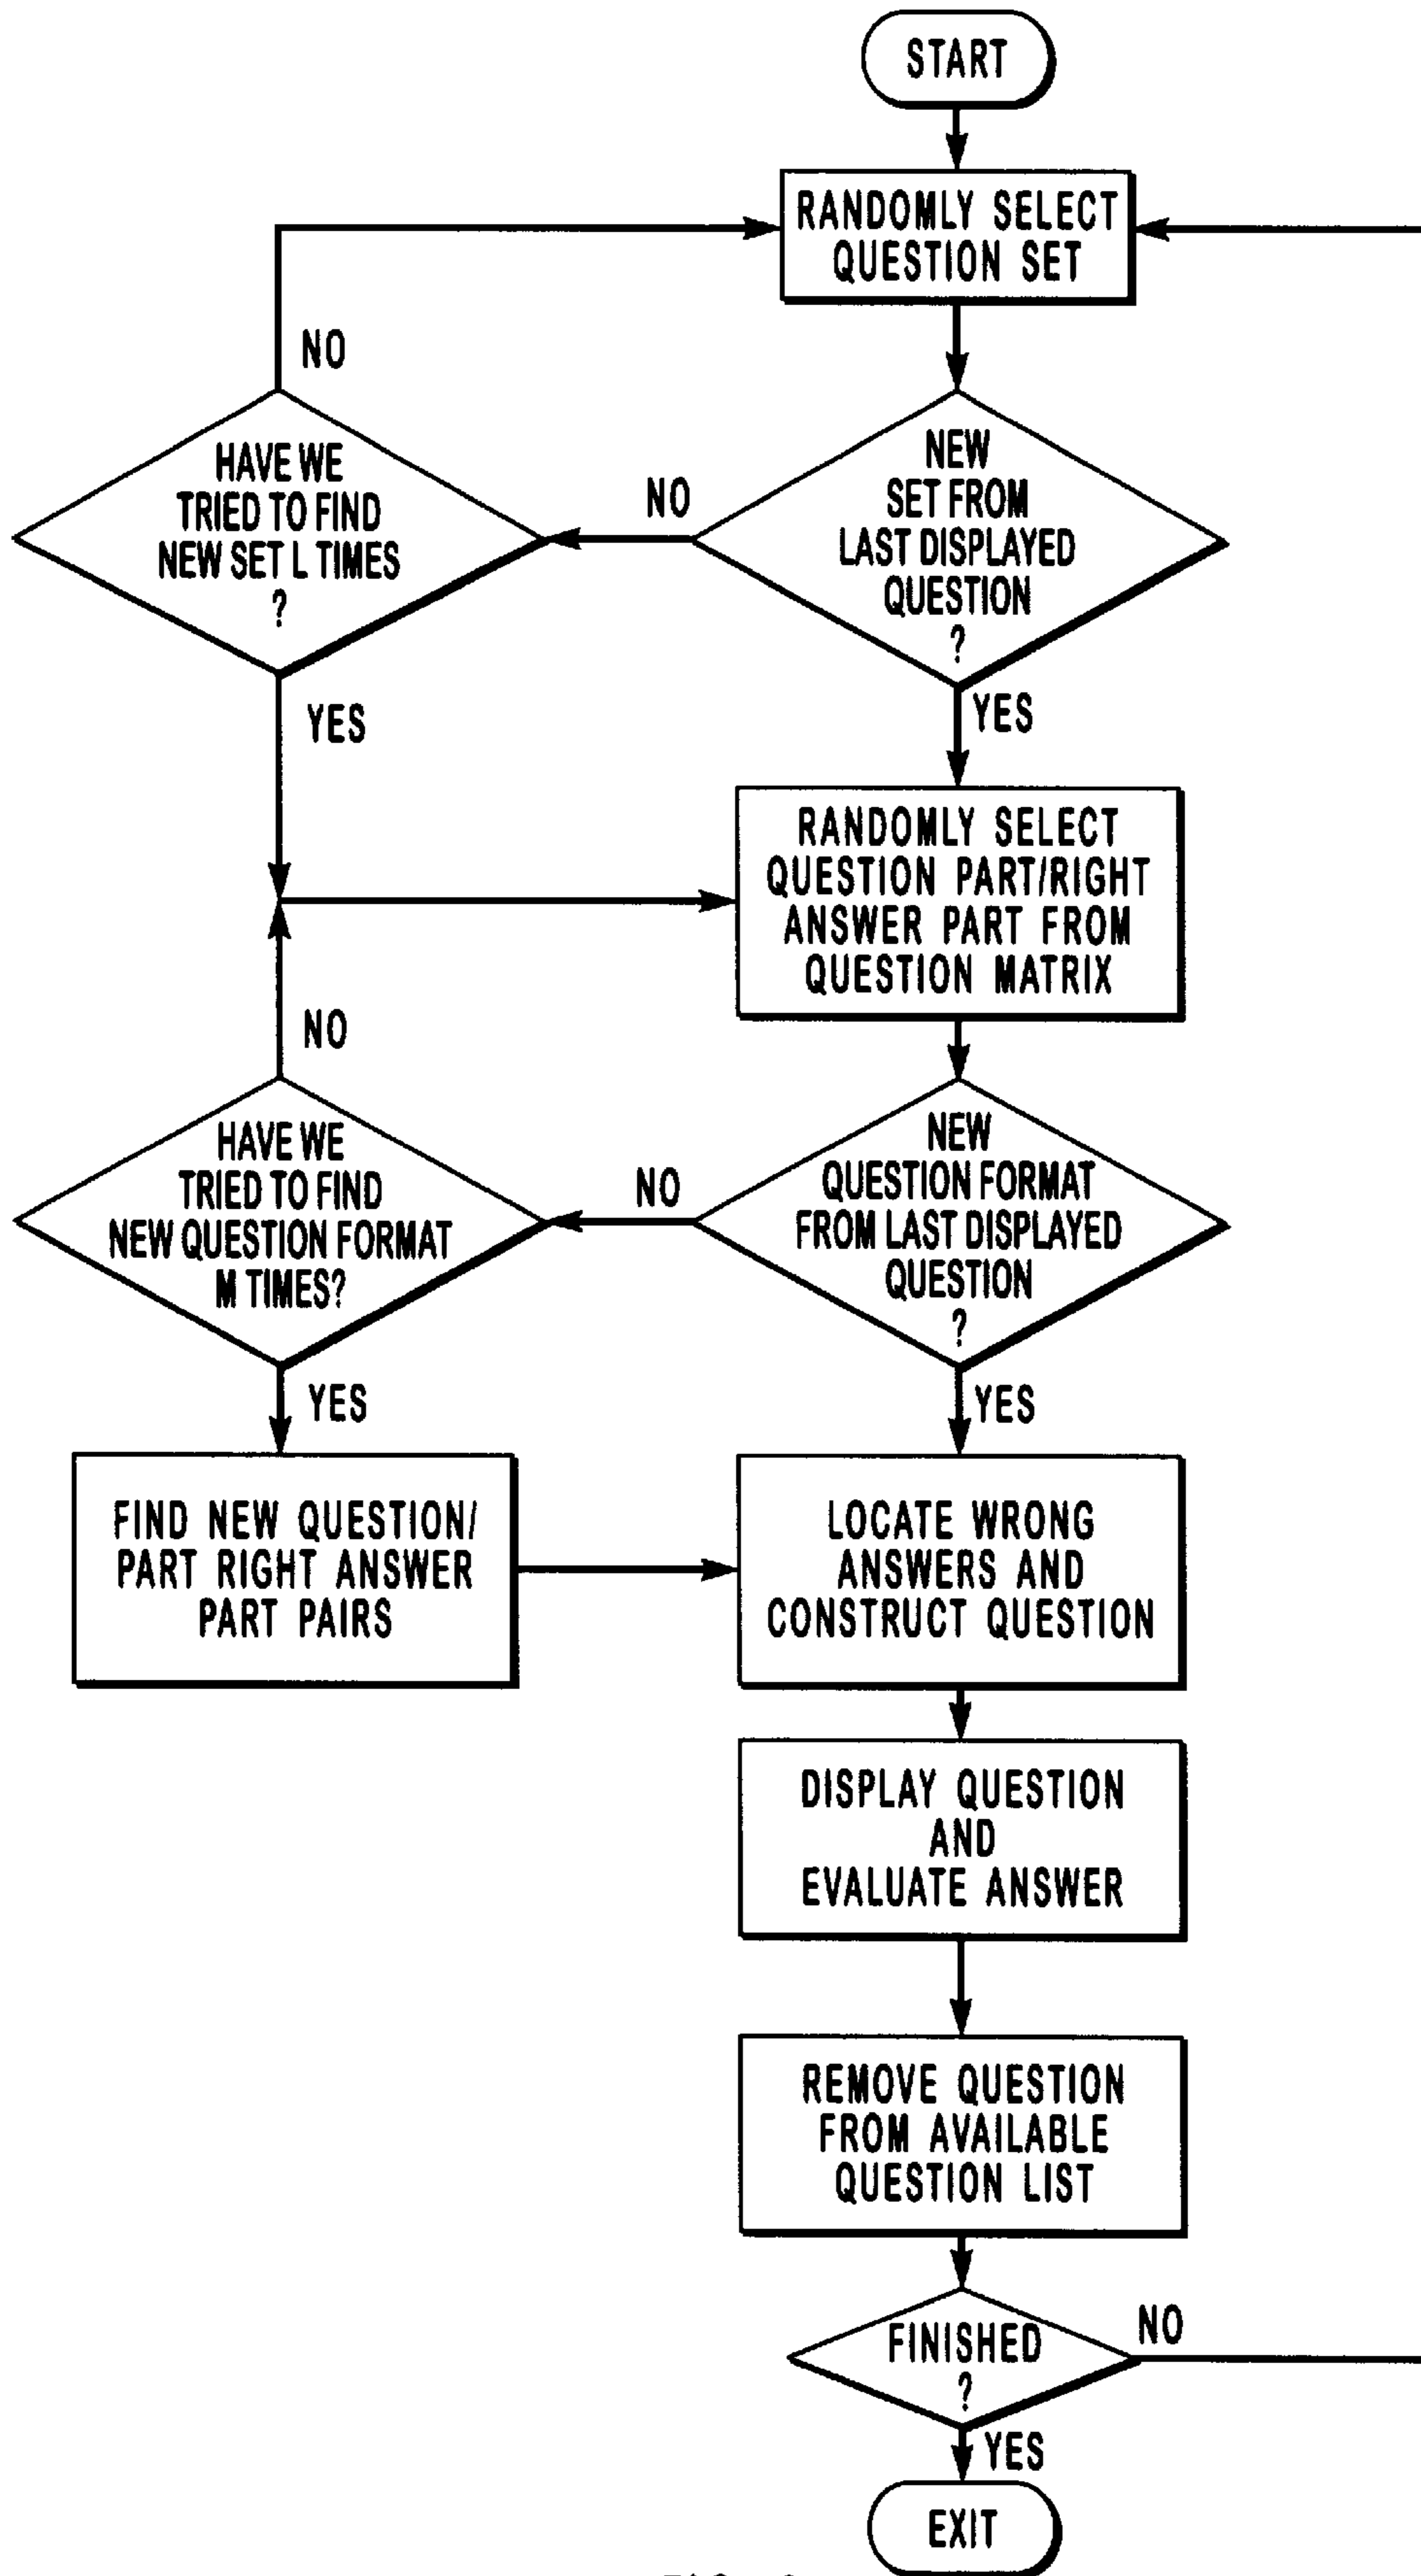 START
RANDOMLY SELECT
QUESTION SET
NO
HAVE WE
TRIED TO FIND
NEW SET L TIMES
?
NO
NEW
SET FROM
LAST DISPLAYED
QUESTION
?
YES
YES
RANDOMLY SELECT
QUESTION PART/RIGHT
ANSWER PART FROM
QUESTION MATRIX
NO
HAVE WE
TRIED TO FIND
NEW QUESTION FORMAT
M TIMES?
NO
NEW
QUESTION FORMAT
FROM LAST DISPLAYED
QUESTION
?
YES
YES
FIND NEW QUESTION/
PART RIGHT ANSWER
PART PAIRS
LOCATE WRONG
ANSWERS AND
CONSTRUCT QUESTION
DISPLAY QUESTION
AND
EVALUATE ANSWER
REMOVE QUESTION
FROM AVAILABLE
QUESTION LIST
FINISHED
?
NO
YES
EXIT